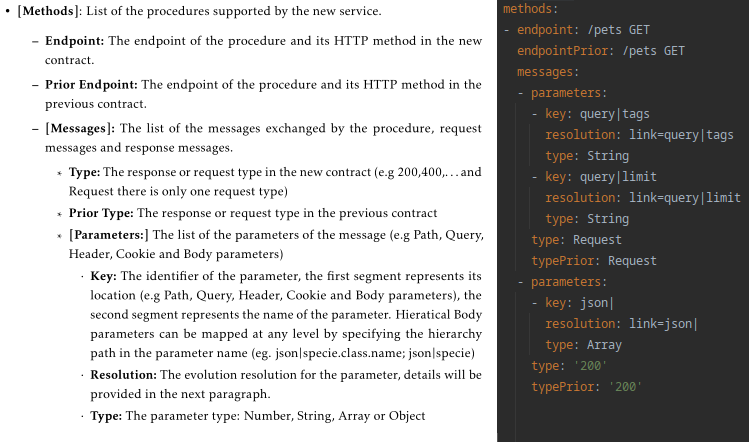 • [Methods]: List of the procedures supported by the new service.
– Endpoint: The endpoint of the procedure and its HTTP method in the new
contract.
– Prior Endpoint: The endpoint of the procedure and its HTTP method in the
previous contract.
– [Messages]: The list of the messages exchanged by the procedure, request
messages and response messages.
* Type: The response or request type in the new contract (e.g 200,400,...and
Request there is only one request type)
* Prior Type: The response or request type in the previous contract
* [Parameters:] The list of the parameters of the message (e.g Path, Query,
Header, Cookie and Body parameters)
· Key: The identifier of the parameter, the first segment represents its
location (e.g Path, Query, Header, Cookie and Body parameters), the
second segment represents the name of the parameter. Hieratical Body
parameters can be mapped at any level by specifying the hierarchy
path in the parameter name (eg. json|specie.class.name; json|specie)
· Resolution: The evolution resolution for the parameter, details will be
provided in the next paragraph.
· Type: The parameter type: Number, String, Array or Object
methods:
- endpoint: /pets GET
endpointPrior: /pets GET
messages:
- parameters:
- key: query|tags
resolution: link=query|tags
type: String
- key: query|limit
resolution: link=query|limit
type: String
type: Request
typePrior: Request
- parameters:
- key: json|
resolution: link=json|
type: Array
type: '200'
typePrior: '200'